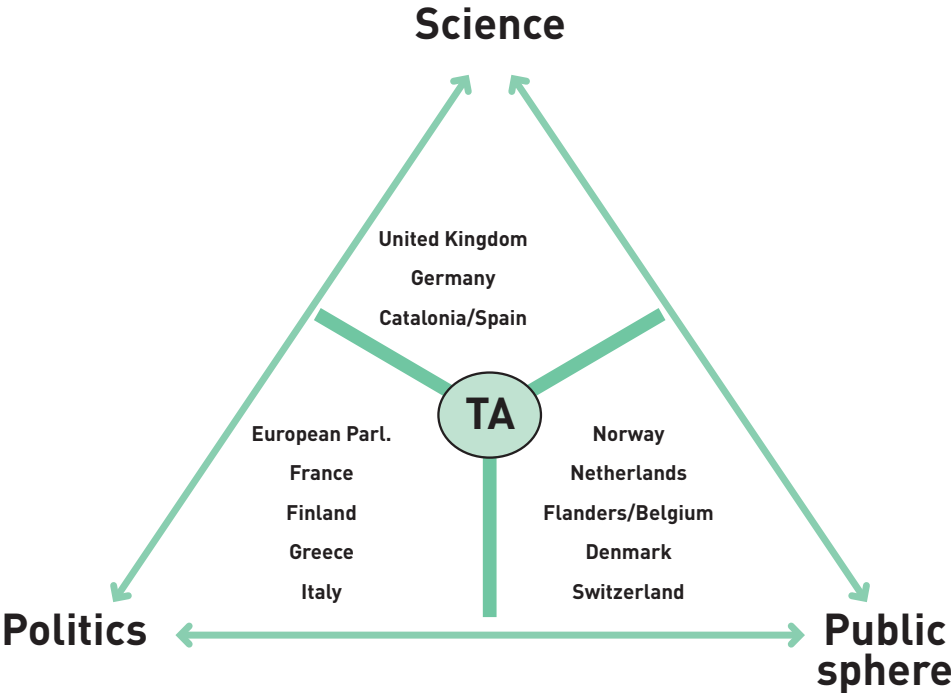 Science
United Kingdom
Germany
Catalonia/Spain
TA
European Parl.
France
Finland
Greece
Italy
Norway
Netherlands
Flanders/Belgium
Denmark
Switzerland
Politics
Public
sphere